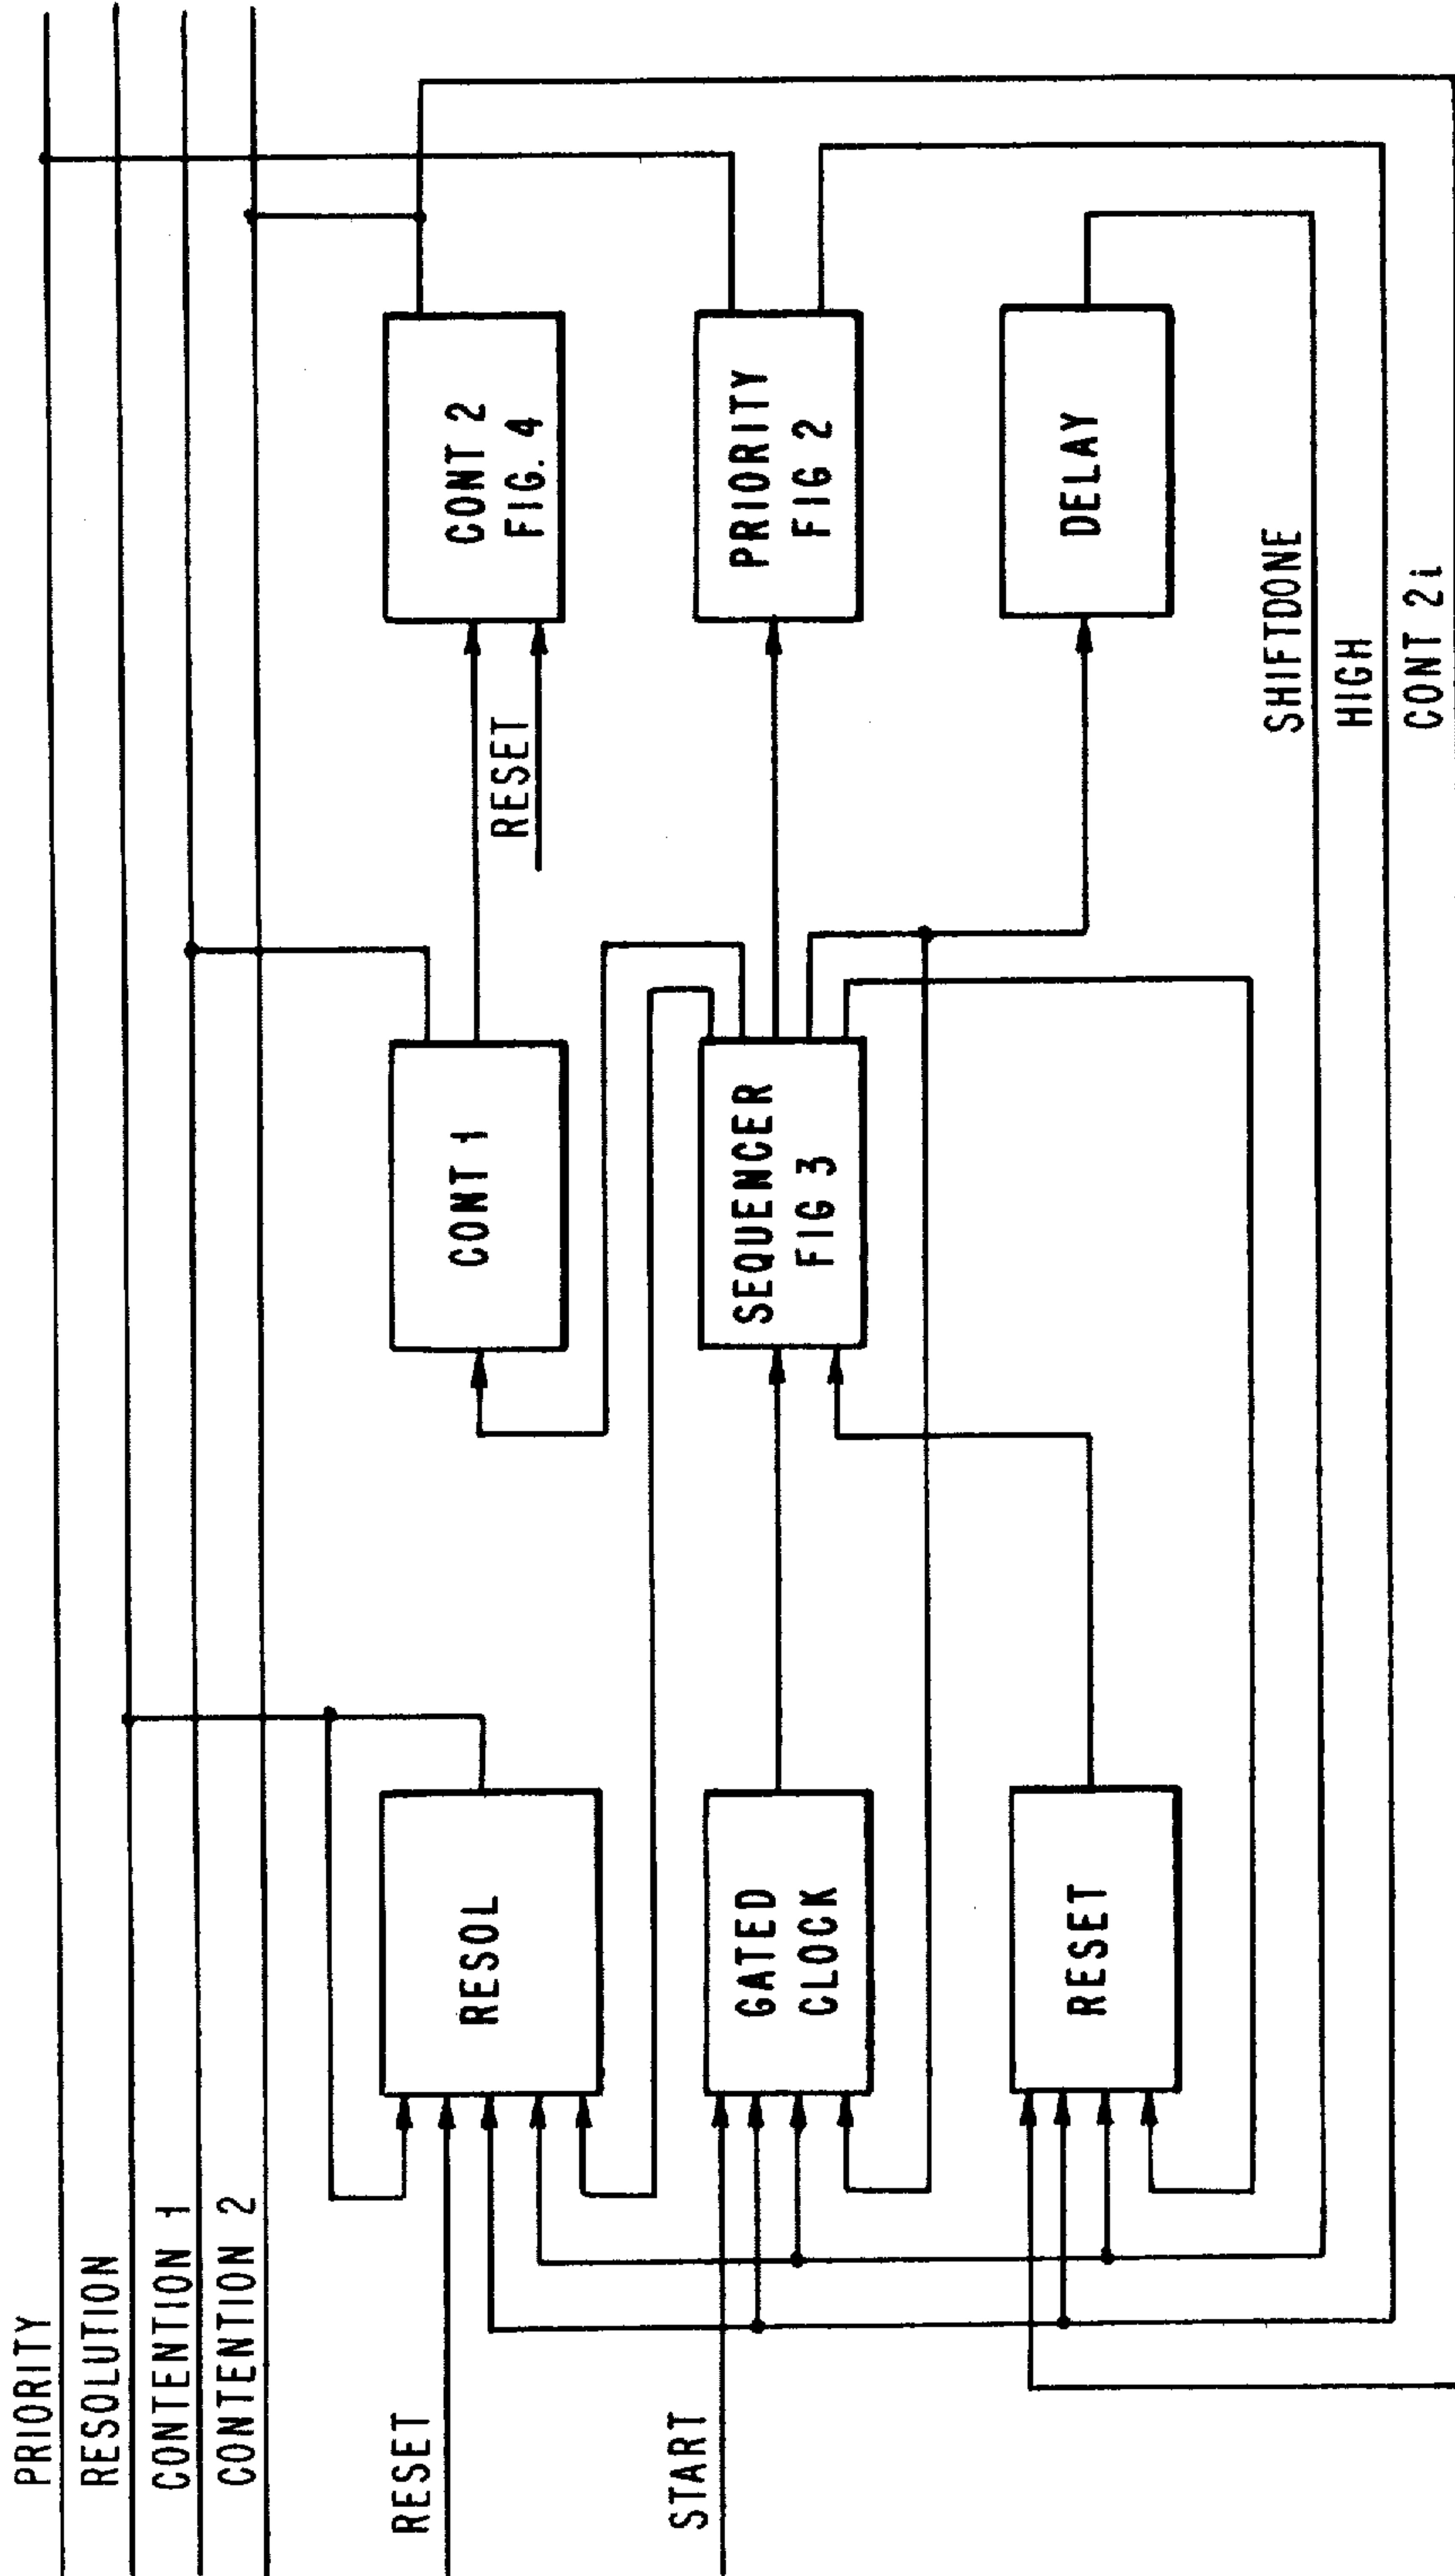 PRIORITY
RESOLUTION
CONTENTION 1
CONTENTION 2
RESET
START
RESOL
GATED
CLOCK
RESET
CONT 1
SEQUENCER
FIG 3
RESET
CONT 2
FIG. 4
PRIORITY
FIG 2
DELAY
SHIFTDONE
HIGH
CONT 2i